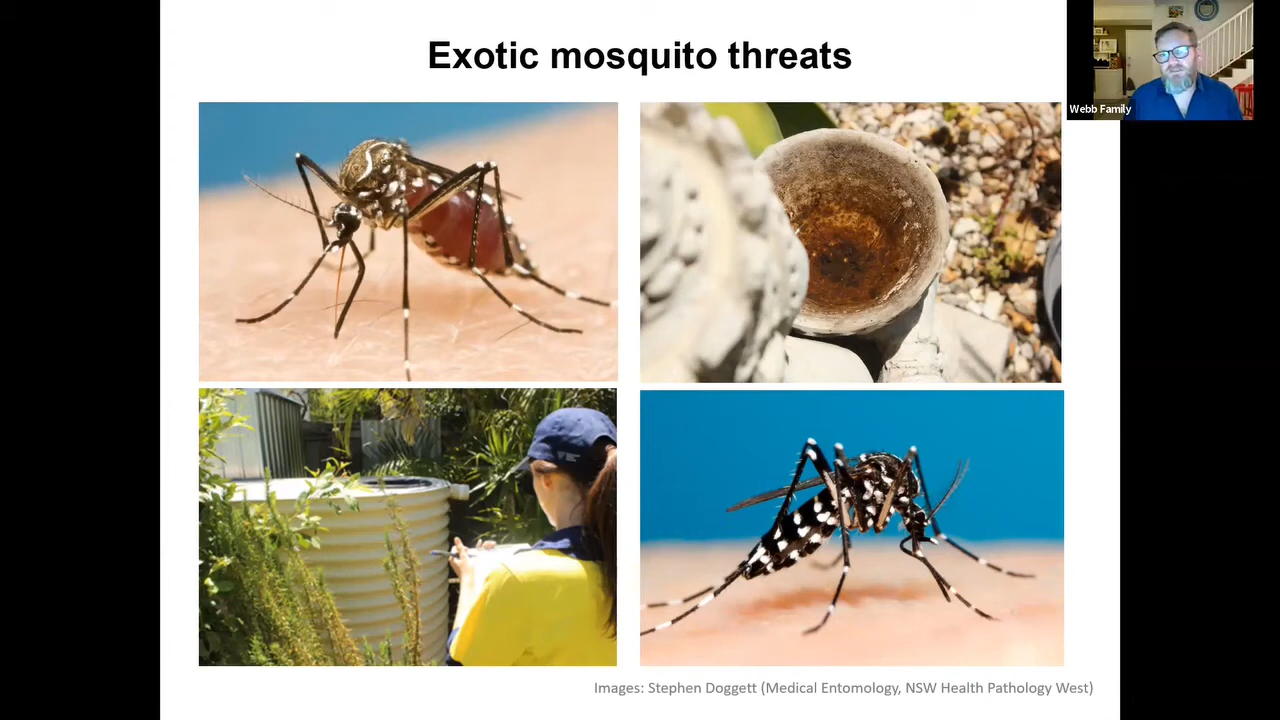 Exotic mosquito threats
Webb Family
Images: Stephen Doggett (Medical Entomology, NSW Health Pathology West)